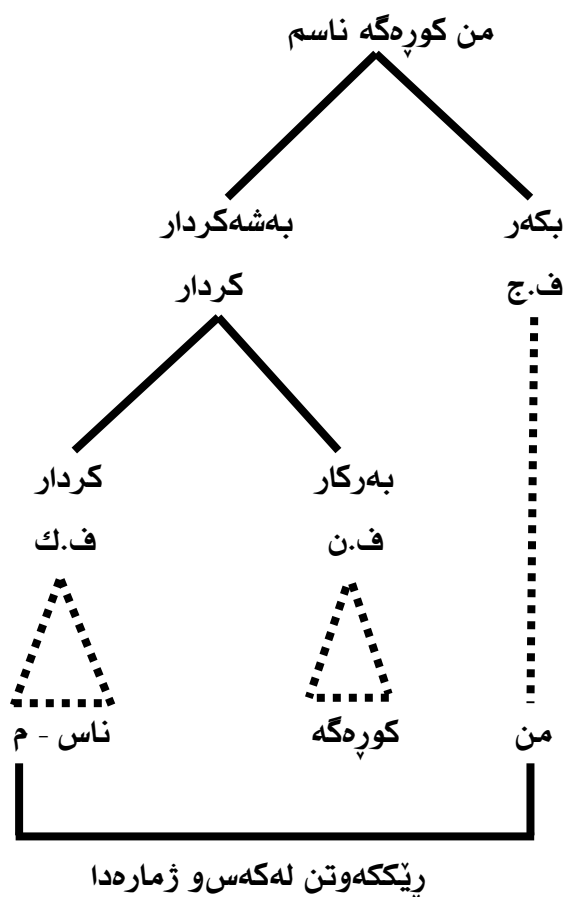 من کوڕەگە ناسم
بکەر بەشەکردار
ف.ج کردار
بەرکار کردار
ف.ن ف.ك
من کوڕەگە ناس - م
ڕێککەوتن لەکەس‌و ژمارەدا